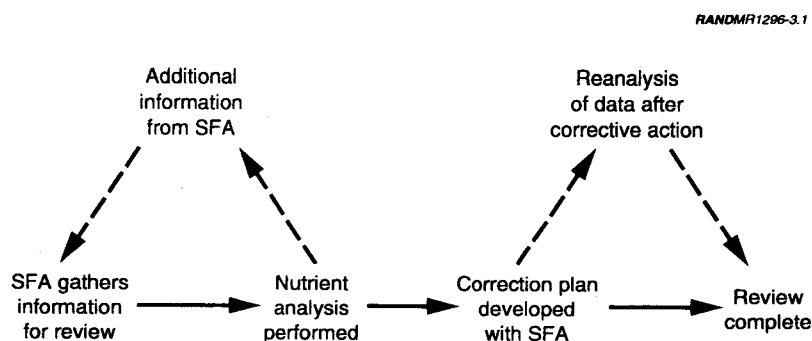 RANDMR1296-3.1
Additional
information
from SFA
Reanalysis
of data after
corrective action
SFA gathers
information
for review
Nutrient
analysis
performed
Correction plan
developed
with SFA
Review
complete